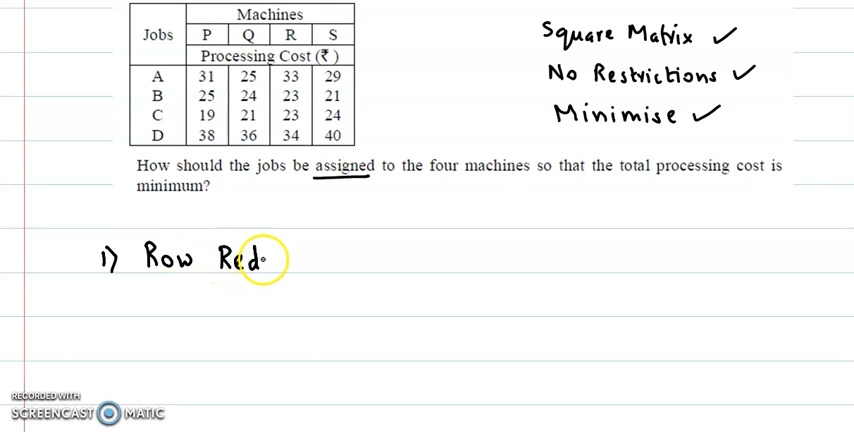 Machines
Jobs P Q R S
Processing Cost (₹)
A 31 25 33 29
B 25 24 23 21
C 19 21 23 24
D 38 36 34 40
Square Matrix ✓
No Restrictions ✓
Minimise ✓
How should the jobs be assigned to the four machines so that the total processing cost is
minimum?
1) Row Red
RECORDED WITH
SCREENCAST MATIC